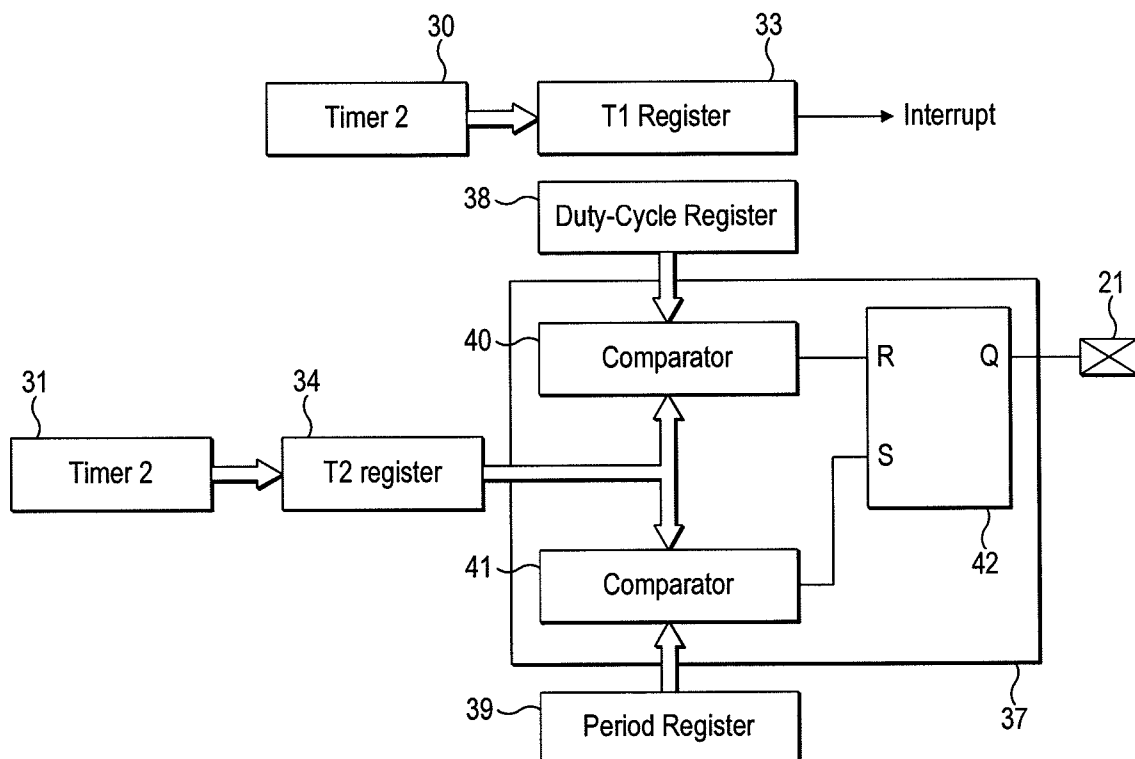 30
33
Timer 2
T1 Register
Interrupt
38
Duty-Cycle Register
21
40
Comparator
R
Q
31
34
Timer 2
T2 register
S
41
Comparator
42
39
Period Register
37